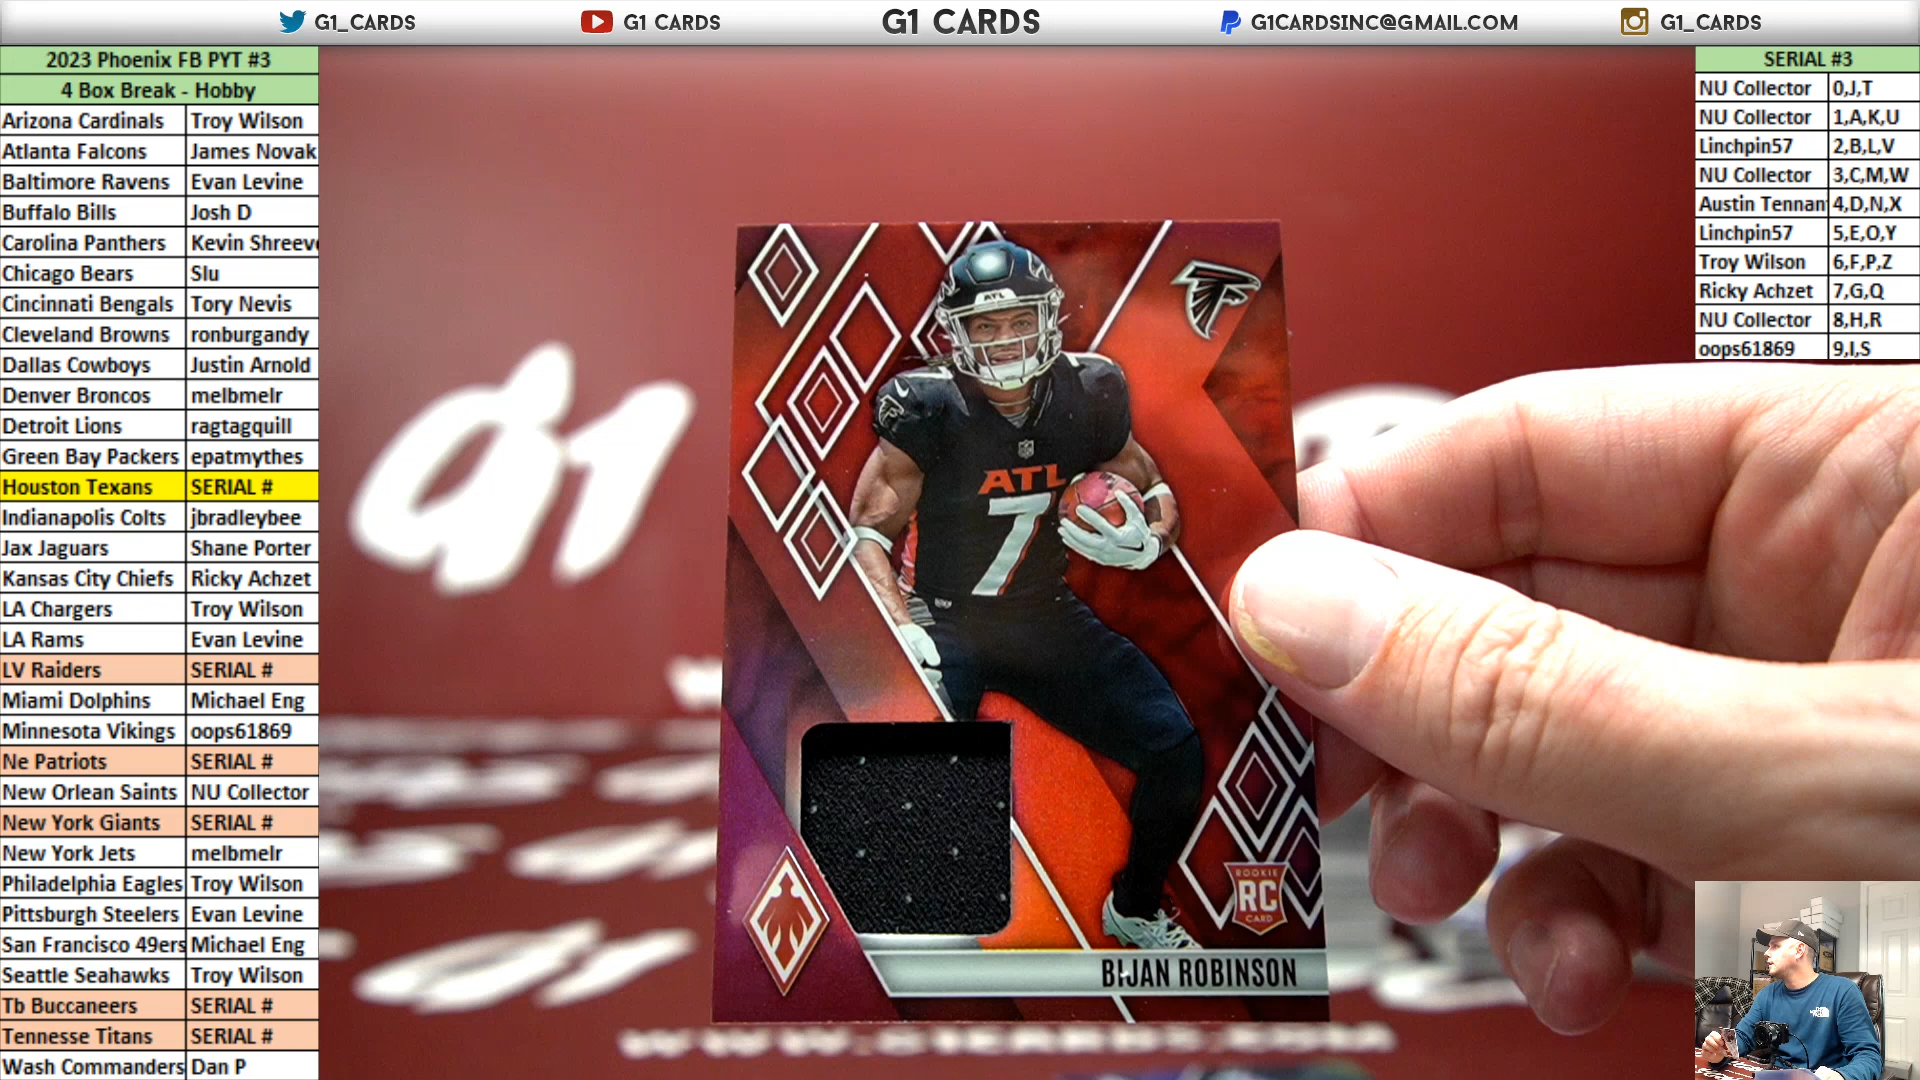 G1_CARDS
G1 CARDS
G1 CARDS
G1CARDSINC@GMAIL.COM
G1_CARDS
2023 Phoenix FB PYT #3
4 Box Break - Hobby
Arizona Cardinals Troy Wilson
Atlanta Falcons James Novak
Baltimore Ravens Evan Levine
Buffalo Bills Josh D
Carolina Panthers Kevin Shreeve
Chicago Bears Slu
Cincinnati Bengals Tory Nevis
Cleveland Browns ronburgandy
Dallas Cowboys Justin Arnold
Denver Broncos melbmelr
Detroit Lions ragtagquill
Green Bay Packers epatmythes
Houston Texans SERIAL #
Indianapolis Colts jbradleybee
Jax Jaguars Shane Porter
Kansas City Chiefs Ricky Achzet
LA Chargers Troy Wilson
LA Rams Evan Levine
LV Raiders SERIAL #
Miami Dolphins Michael Eng
Minnesota Vikings oops61869
Ne Patriots SERIAL #
New Orlean Saints NU Collector
New York Giants SERIAL #
New York Jets melbmelr
Philadelphia Eagles Troy Wilson
Pittsburgh Steelers Evan Levine
San Francisco 49ers Michael Eng
Seattle Seahawks Troy Wilson
Tb Buccaneers SERIAL #
Tennesse Titans SERIAL #
Wash Commanders Dan P
SERIAL #3
NU Collector 0,J,T
NU Collector 1,A,K,U
Linchpin57 2,B,L,V
NU Collector 3,C,M,W
Austin Tennan 4,D,N,X
Linchpin57 5,E,O,Y
Troy Wilson 6,F,P,Z
Ricky Achzet 7,G,Q
NU Collector 8,H,R
oops61869 9,I,S
G1
ATL
ATL
7
ROOKIE
RC
CARD
BIJAN ROBINSON